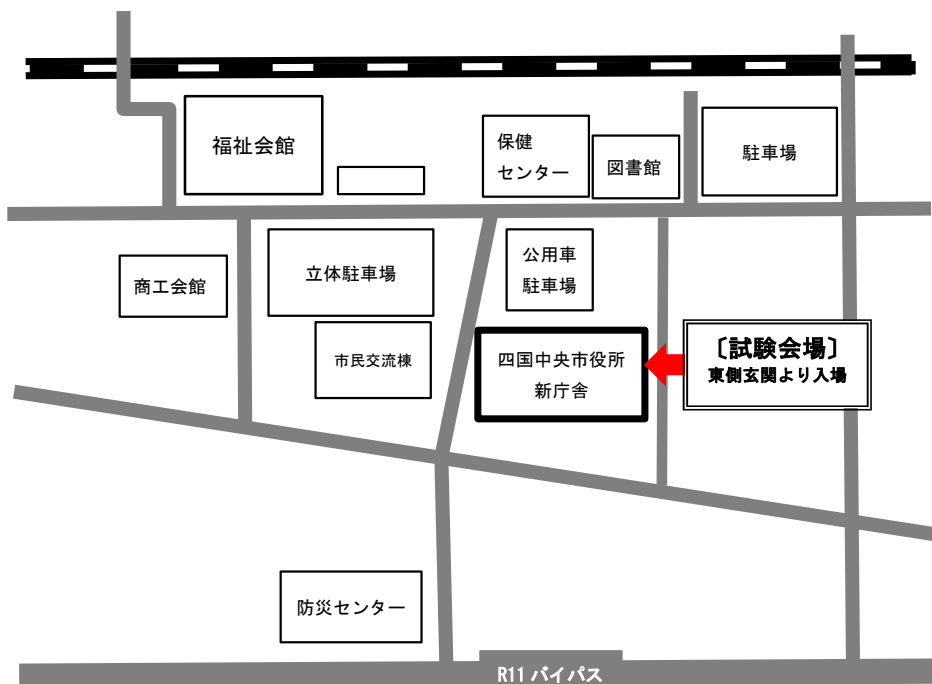 福祉会館
保健
センター
図書館
駐車場
商工会館
立体駐車場
公用車
駐車場
市民交流棟
四国中央市役所
新庁舎
〔試験会場〕
東側玄関より入場
防災センター
R11 バイパス